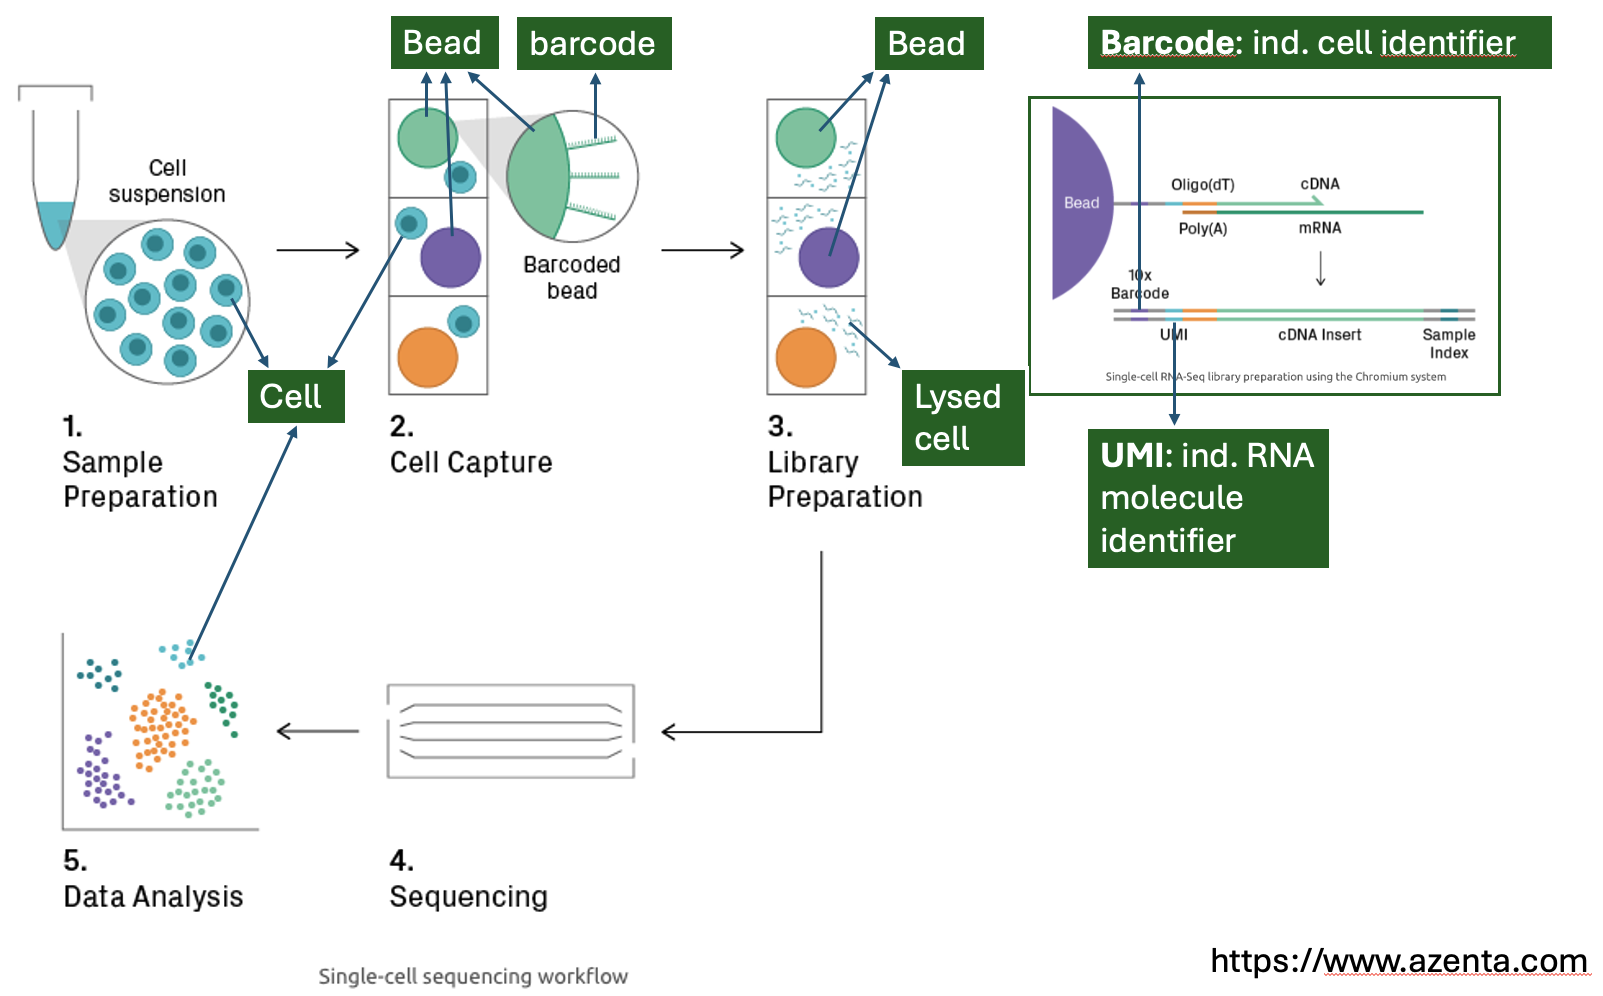 Bead
barcode
Bead
Barcode: ind. cell identifier
Cell
suspension
Barcoded
bead
Bead
Oligo(dT)
cDNA
Poly(A)
mRNA
10x
Barcode
UMI
cDNA Insert
Sample
Index
Single-cell RNA-Seq library preparation using the Chromium system
Cell
Lysed
cell
UMI: ind. RNA
molecule
identifier
1.
Sample
Preparation
2.
Cell Capture
3.
Library
Preparation
5.
Data Analysis
4.
Sequencing
Single-cell sequencing workflow
https://www.azenta.com